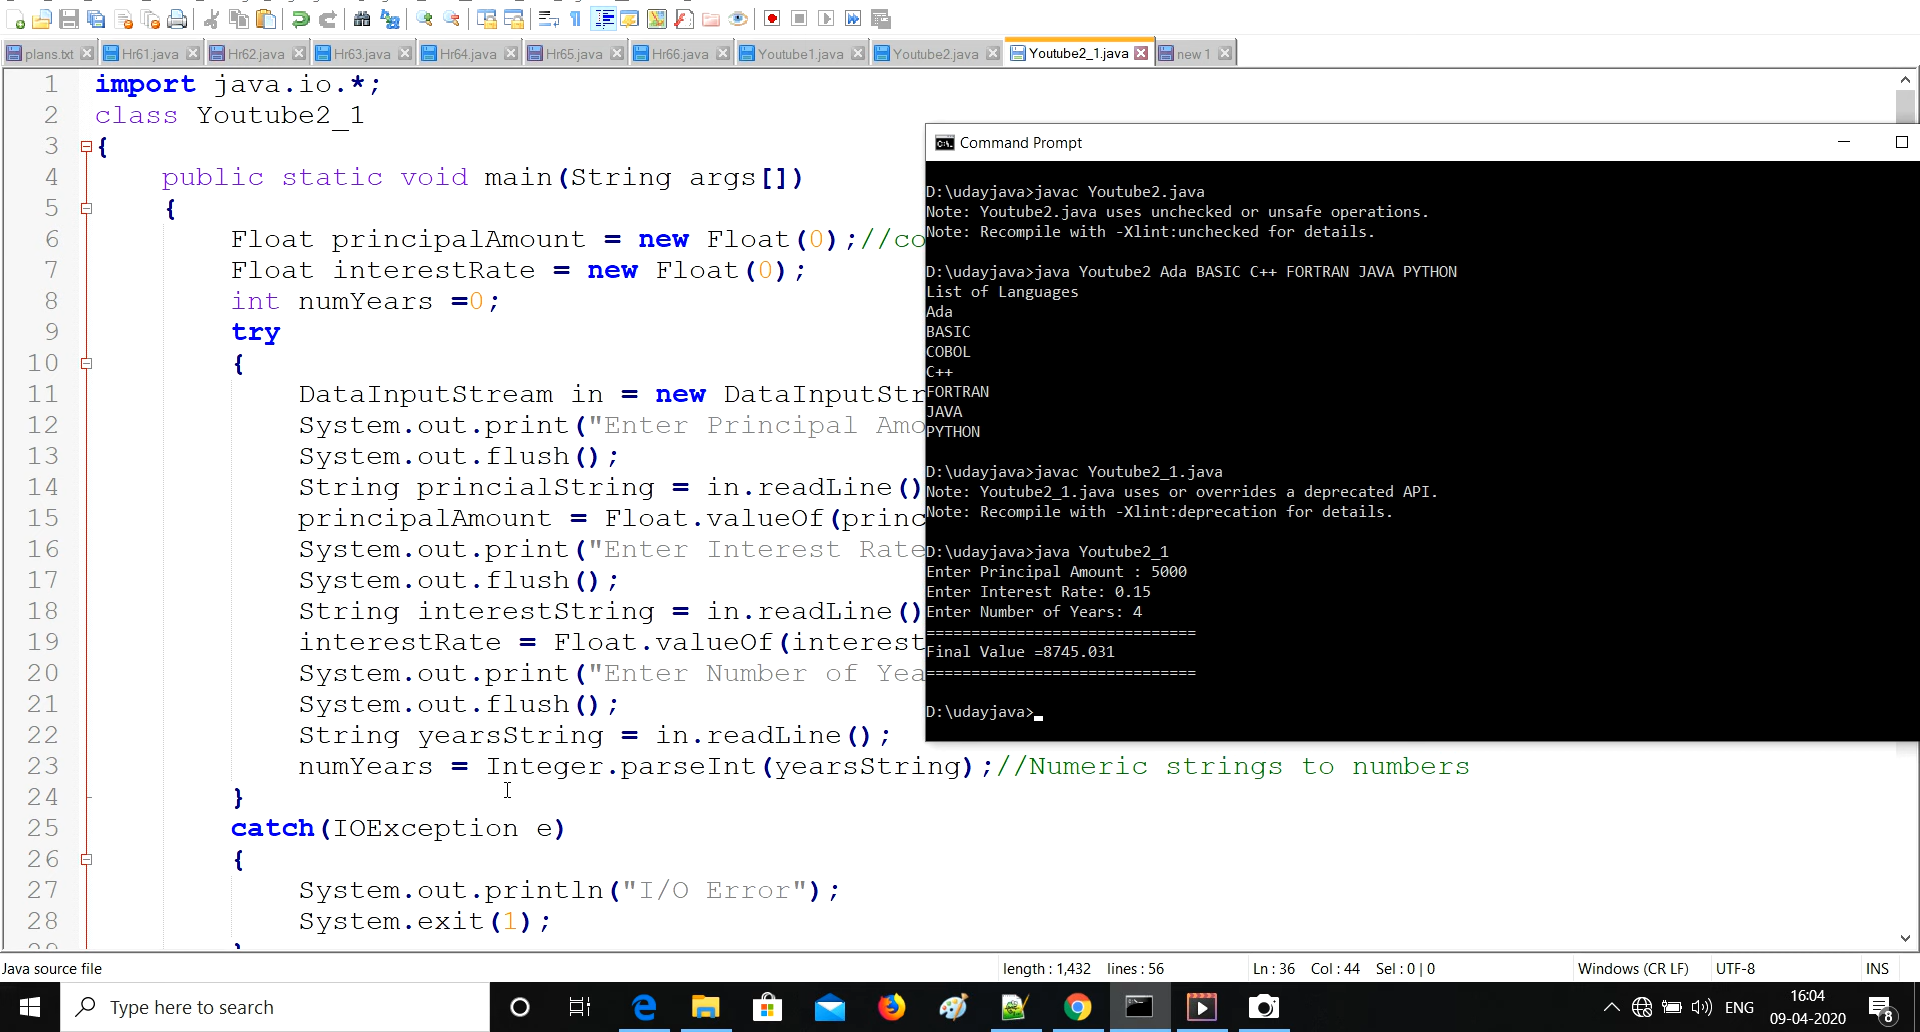 plans.txt Hr61.java Hr62.java Hr63.java Hr64.java Hr65.java Hr66.java Youtube1.java Youtube2.java Youtube2_1.java new 1
1 import java.io.*;
2 class Youtube2_1
3 {
4 public static void main(String args[])
5 {
6 Float principalAmount = new Float(0);//co
7 Float interestRate = new Float(0);
8 int numYears =0;
9 try
10 {
11 DataInputStream in = new DataInputStr
12 System.out.print("Enter Principal Amo
13 System.out.flush();
14 String princialString = in.readLine()
15 principalAmount = Float.valueOf(princ
16 System.out.print("Enter Interest Rate
17 System.out.flush();
18 String interestString = in.readLine()
19 interestRate = Float.valueOf(interest
20 System.out.print("Enter Number of Yea
21 System.out.flush();
22 String yearsString = in.readLine();
23 numYears = Integer.parseInt(yearsString);//Numeric strings to numbers
24 }
25 catch(IOException e)
26 {
27 System.out.println("I/O Error");
28 System.exit(1);
Command Prompt
D:\udayjava>javac Youtube2.java
Note: Youtube2.java uses unchecked or unsafe operations.
Note: Recompile with -Xlint:unchecked for details.
D:\udayjava>java Youtube2 Ada BASIC C++ FORTRAN JAVA PYTHON
List of Languages
Ada
BASIC
COBOL
C++
FORTRAN
JAVA
PYTHON
D:\udayjava>javac Youtube2_1.java
Note: Youtube2_1.java uses or overrides a deprecated API.
Note: Recompile with -Xlint:deprecation for details.
D:\udayjava>java Youtube2_1
Enter Principal Amount : 5000
Enter Interest Rate: 0.15
Enter Number of Years: 4
==============================
Final Value =8745.031
==============================
D:\udayjava>
Java source file length : 1,432 lines : 56 Ln : 36 Col : 44 Sel : 0 | 0 Windows (CR LF) UTF-8 INS
Type here to search
ENG
16:04
09-04-2020
8